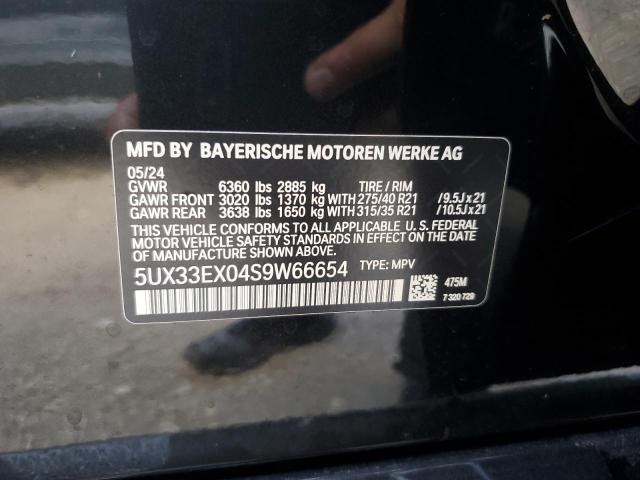 MFD BY BAYERISCHE MOTOREN WERKE AG
05/24
GVWR 6360 lbs 2885 kg TIRE / RIM
GAWR FRONT 3020 lbs 1370 kg WITH 275/40 R21 /9.5J x 21
GAWR REAR 3638 lbs 1650 kg WITH 315/35 R21 /10.5J x 21
THIS VEHICLE CONFORMS TO ALL APPLICABLE U. S. FEDERAL
MOTOR VEHICLE SAFETY STANDARDS IN EFFECT ON THE DATE
OF MANUFACTURE SHOWN ABOVE.
5UX33EX04S9W66654 TYPE: MPV
475M
7 320 729